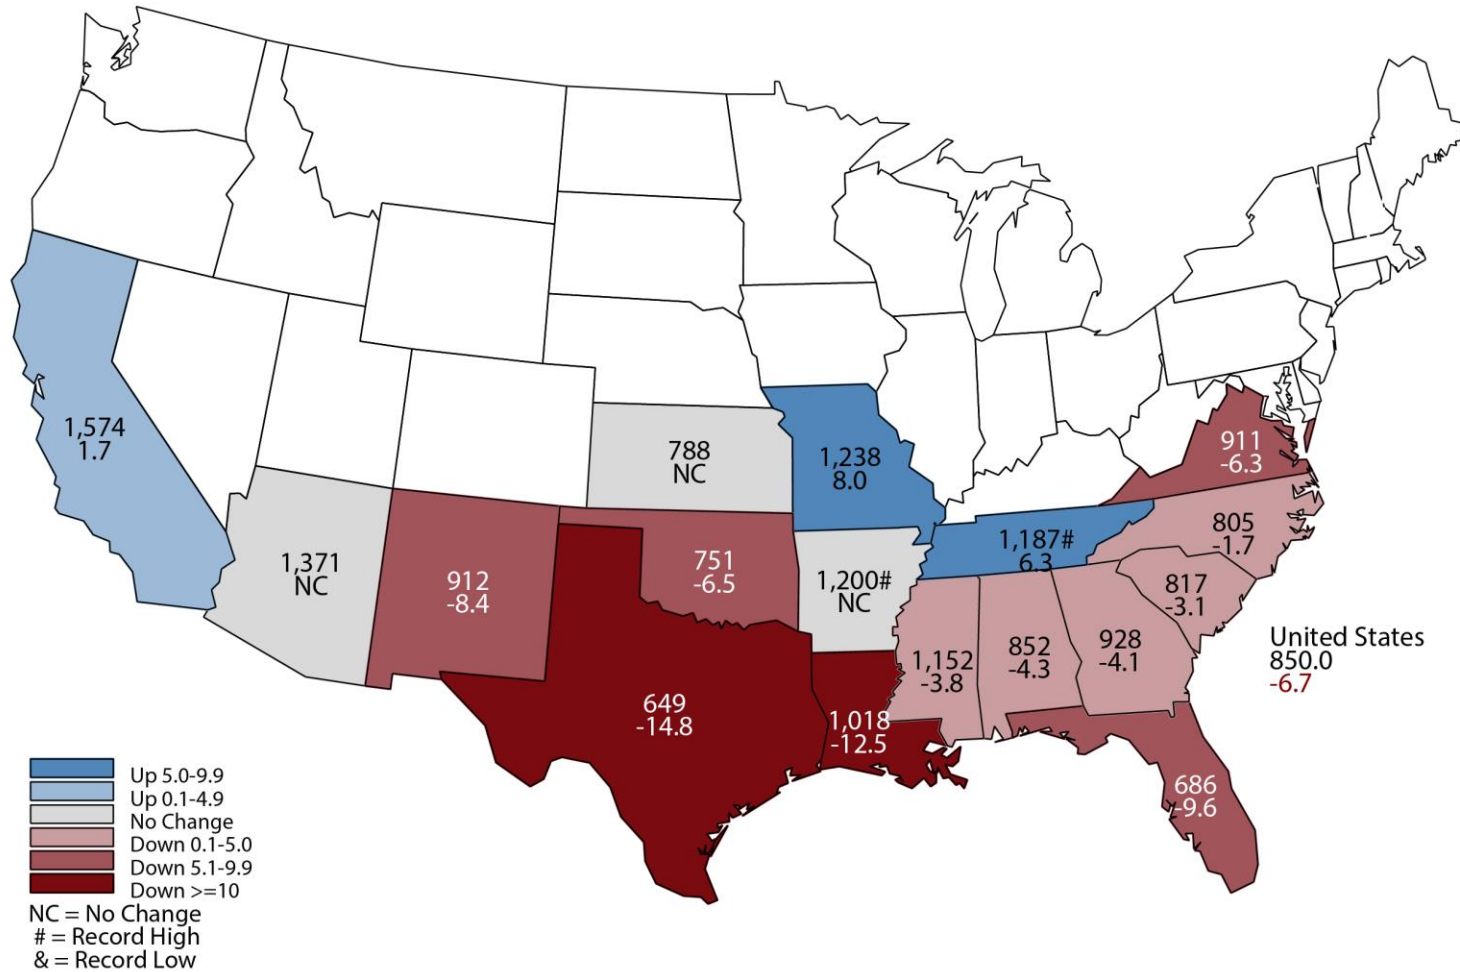 1,574
1.7
788
NC
1,238
8.0
911
-6.3
1,371
NC
912
-8.4
751
-6.5
1,200#
NC
1,187#
6.3
805
-1.7
817
-3.1
1,152
-3.8
852
-4.3
928
-4.1
United States
850.0
-6.7
649
-14.8
1,018
-12.5
686
-9.6
Up 5.0-9.9
Up 0.1-4.9
No Change
Down 0.1-5.0
Down 5.1-9.9
Down >=10
NC = No Change
# = Record High
& = Record Low